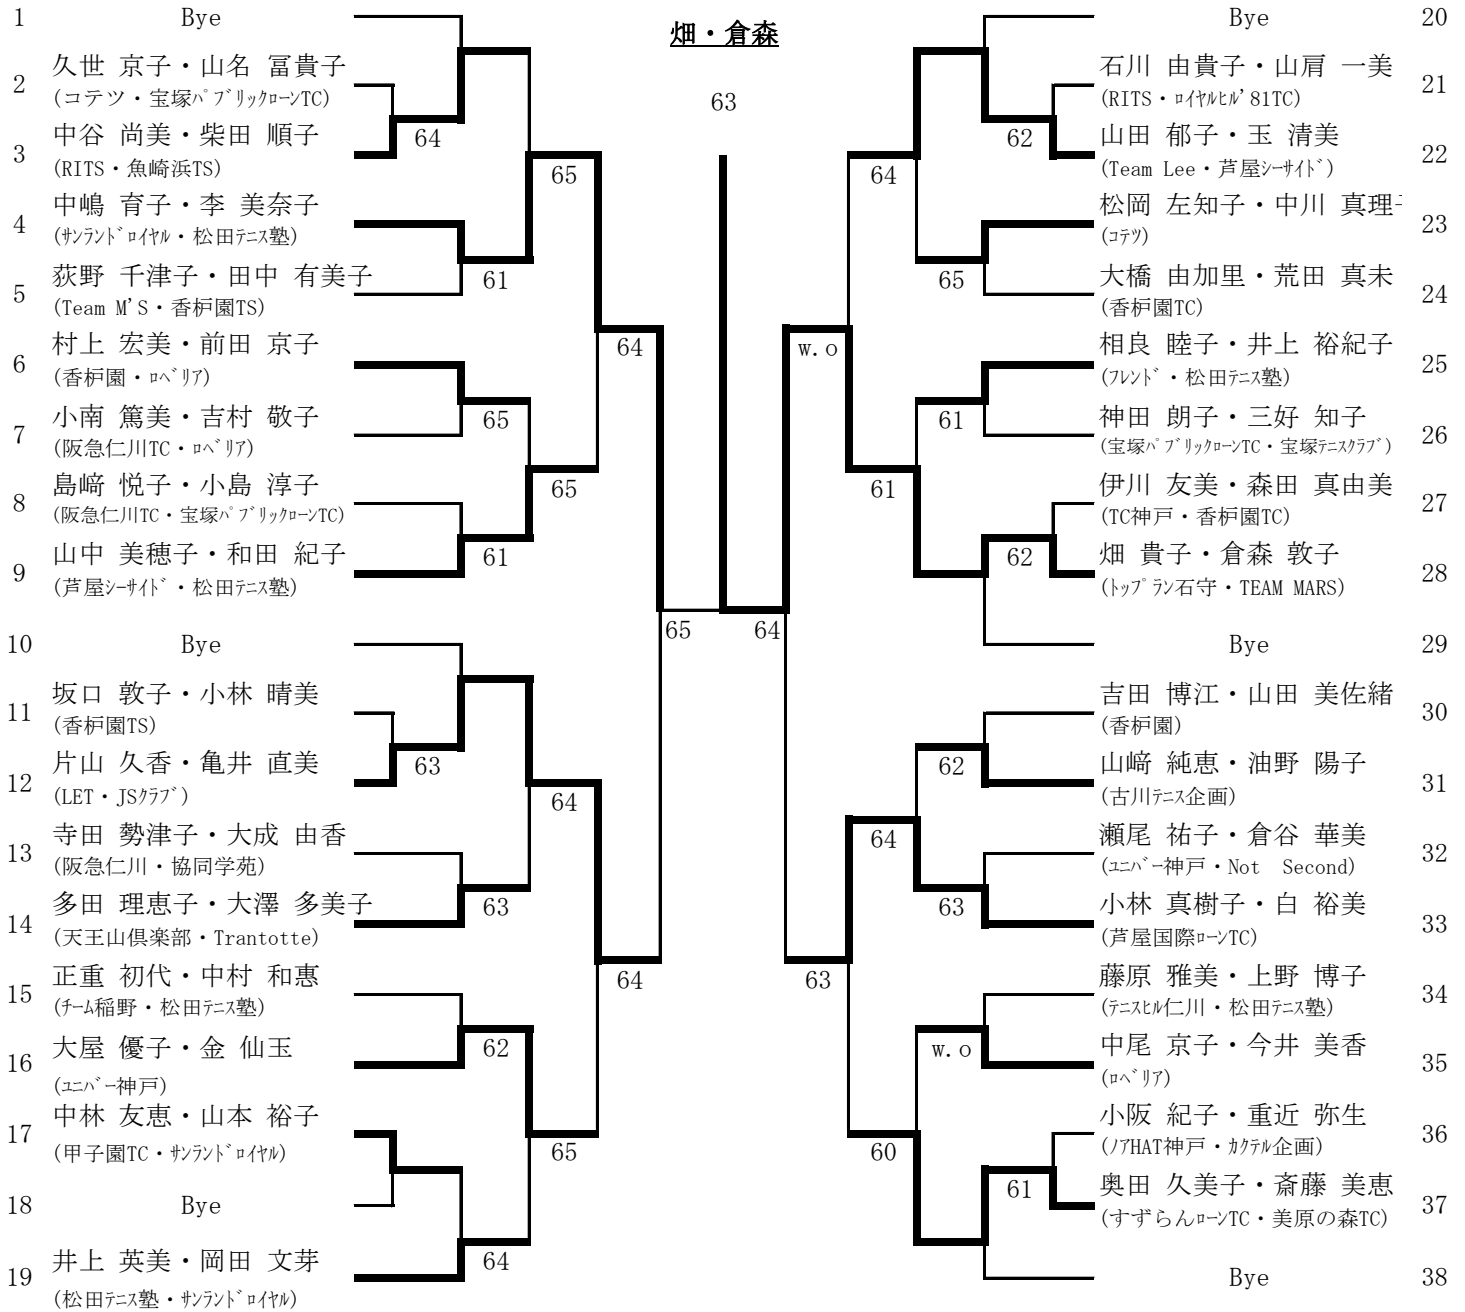 畑・倉森
63
1 Bye
2 久世 京子・山名 冨貴子
(コテツ・宝塚パブリックローンTC)
64
3 中谷 尚美・柴田 順子
(RITS・魚崎浜TS)
65
4 中嶋 育子・李 美奈子
(サンランドロイヤル・松田テニス塾)
61
5 荻野 千津子・田中 有美子
(Team M'S・香枦園TS)
64
6 村上 宏美・前田 京子
(香枦園・ロベリア)
65
7 小南 篤美・吉村 敬子
(阪急仁川TC・ロベリア)
65
8 島﨑 悦子・小島 淳子
(阪急仁川TC・宝塚パブリックローンTC)
61
9 山中 美穂子・和田 紀子
(芦屋シーサイド・松田テニス塾)
65
10 Bye
11 坂口 敦子・小林 晴美
(香枦園TS)
63
12 片山 久香・亀井 直美
(LET・JSクラブ)
64
13 寺田 勢津子・大成 由香
(阪急仁川・協同学苑)
63
14 多田 理恵子・大澤 多美子
(天王山倶楽部・Trantotte)
64
15 正重 初代・中村 和惠
(チーム稲野・松田テニス塾)
62
16 大屋 優子・金 仙玉
(ユニバー神戸)
65
17 中林 友恵・山本 裕子
(甲子園TC・サンランドロイヤル)
18 Bye
64
19 井上 英美・岡田 文芽
(松田テニス塾・サンランドロイヤル)
Bye 20
石川 由貴子・山肩 一美 21
(RITS・ロイヤルヒル'81TC)
62
山田 郁子・玉 清美 22
(Team Lee・芦屋シーサイド)
64
松岡 左知子・中川 真理 23
(コテツ)
65
大橋 由加里・荒田 真未 24
(香枦園TC)
w.o
相良 睦子・井上 裕紀子 25
(フレンド・松田テニス塾)
61
神田 朗子・三好 知子 26
(宝塚パブリックローンTC・宝塚テニスクラブ)
61
伊川 友美・森田 真由美 27
(TC神戸・香枦園TC)
62
畑 貴子・倉森 敦子 28
(トップラン石守・TEAM MARS)
64
Bye 29
吉田 博江・山田 美佐緒 30
(香枦園)
62
山﨑 純恵・油野 陽子 31
(古川テニス企画)
64
瀬尾 祐子・倉谷 華美 32
(ユニバー神戸・Not Second)
63
小林 真樹子・白 裕美 33
(芦屋国際ローンTC)
63
藤原 雅美・上野 博子 34
(テニスヒル仁川・松田テニス塾)
w.o
中尾 京子・今井 美香 35
(ロベリア)
60
小阪 紀子・重近 弥生 36
(ノアHAT神戸・カクテル企画)
61
奥田 久美子・斎藤 美恵 37
(すずらんローンTC・美原の森TC)
Bye 38